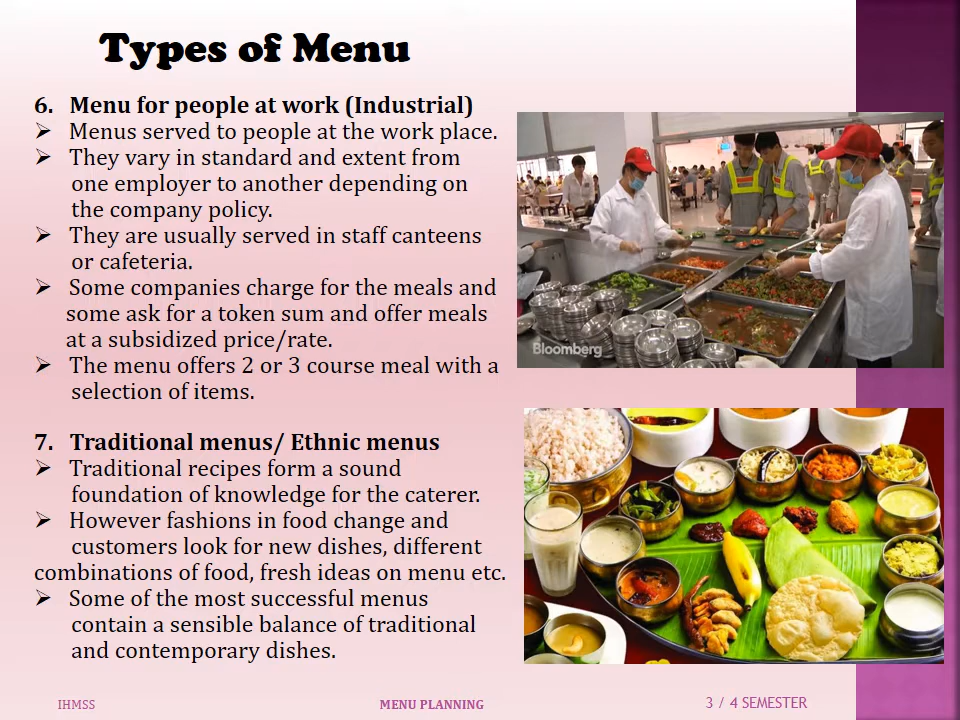 Types of Menu
6. Menu for people at work (Industrial)
➢ Menus served to people at the work place.
➢ They vary in standard and extent from
one employer to another depending on
the company policy.
➢ They are usually served in staff canteens
or cafeteria.
➢ Some companies charge for the meals and
some ask for a token sum and offer meals
at a subsidized price/rate.
➢ The menu offers 2 or 3 course meal with a
selection of items.
7. Traditional menus/ Ethnic menus
➢ Traditional recipes form a sound
foundation of knowledge for the caterer.
➢ However fashions in food change and
customers look for new dishes, different
combinations of food, fresh ideas on menu etc.
➢ Some of the most successful menus
contain a sensible balance of traditional
and contemporary dishes.
Bloomberg
IHMSS
MENU PLANNING
3 / 4 SEMESTER